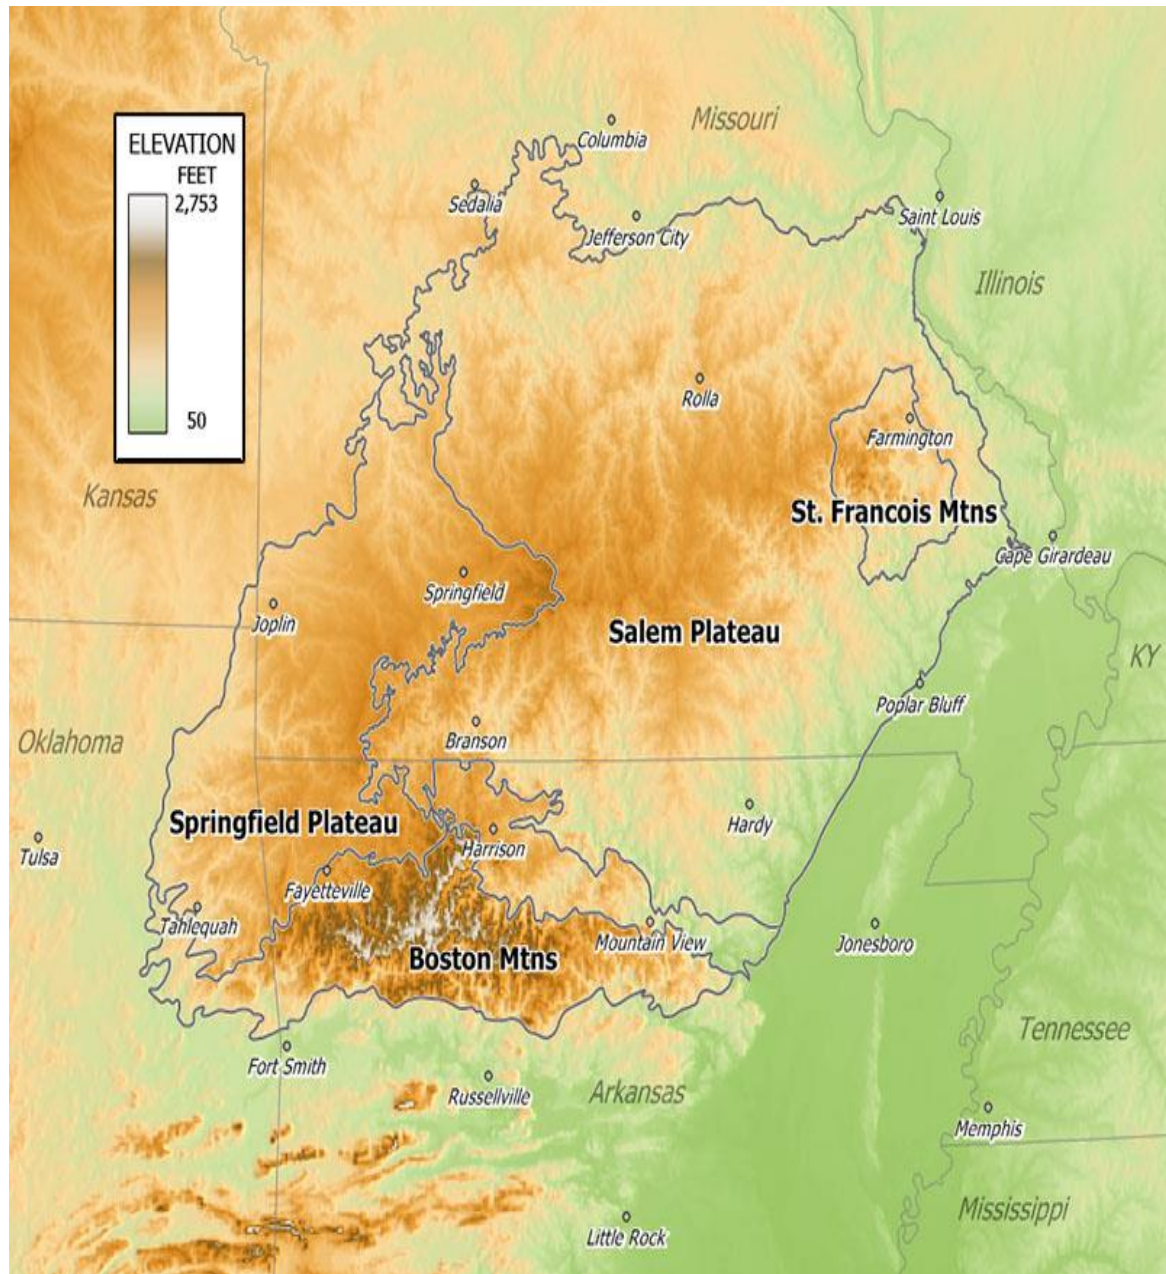 Missouri
Columbia
ELEVATION
FEET
2,753
50
Sedalia
Saint Louis
Jefferson City
Illinois
Rolla
Farmington
Kansas
St. Francois Mtns
Cape Girardeau
Springfield
Joplin
Salem Plateau
KY
Poplar Bluff
Oklahoma
Branson
Springfield Plateau
Hardy
Harrison
Tulsa
Fayetteville
Tahlequah
Mountain View
Jonesboro
Boston Mtns
Tennessee
Fort Smith
Russellville
Arkansas
Memphis
Mississippi
Little Rock